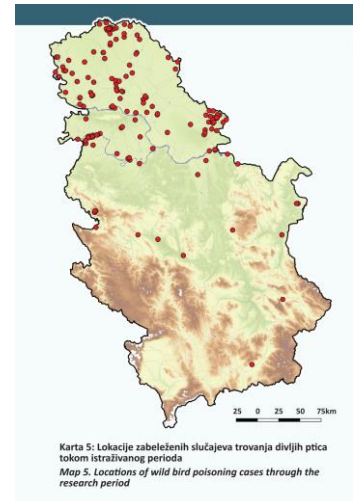 25 0 25 50 75km
Karta 5: Lokacije zabeleženih slučajeva trovanja divljih ptica
tokom istraživanog perioda
Map 5. Locations of wild bird poisoning cases through the
research period